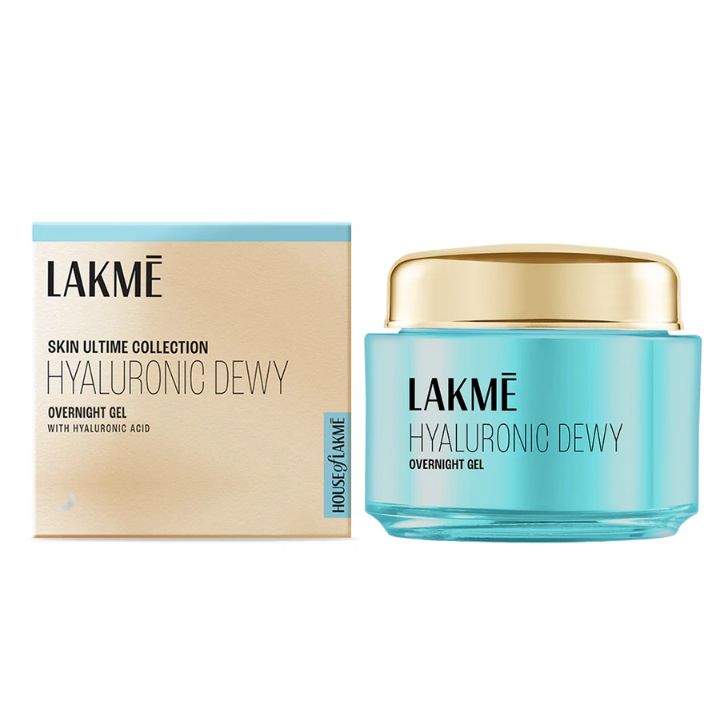 LAKMĒ
SKIN ULTIME COLLECTION
HYALURONIC DEWY
OVERNIGHT GEL
WITH HYALURONIC ACID
HOUSE of LAKMĒ
LAKMĒ
HYALURONIC DEWY
OVERNIGHT GEL